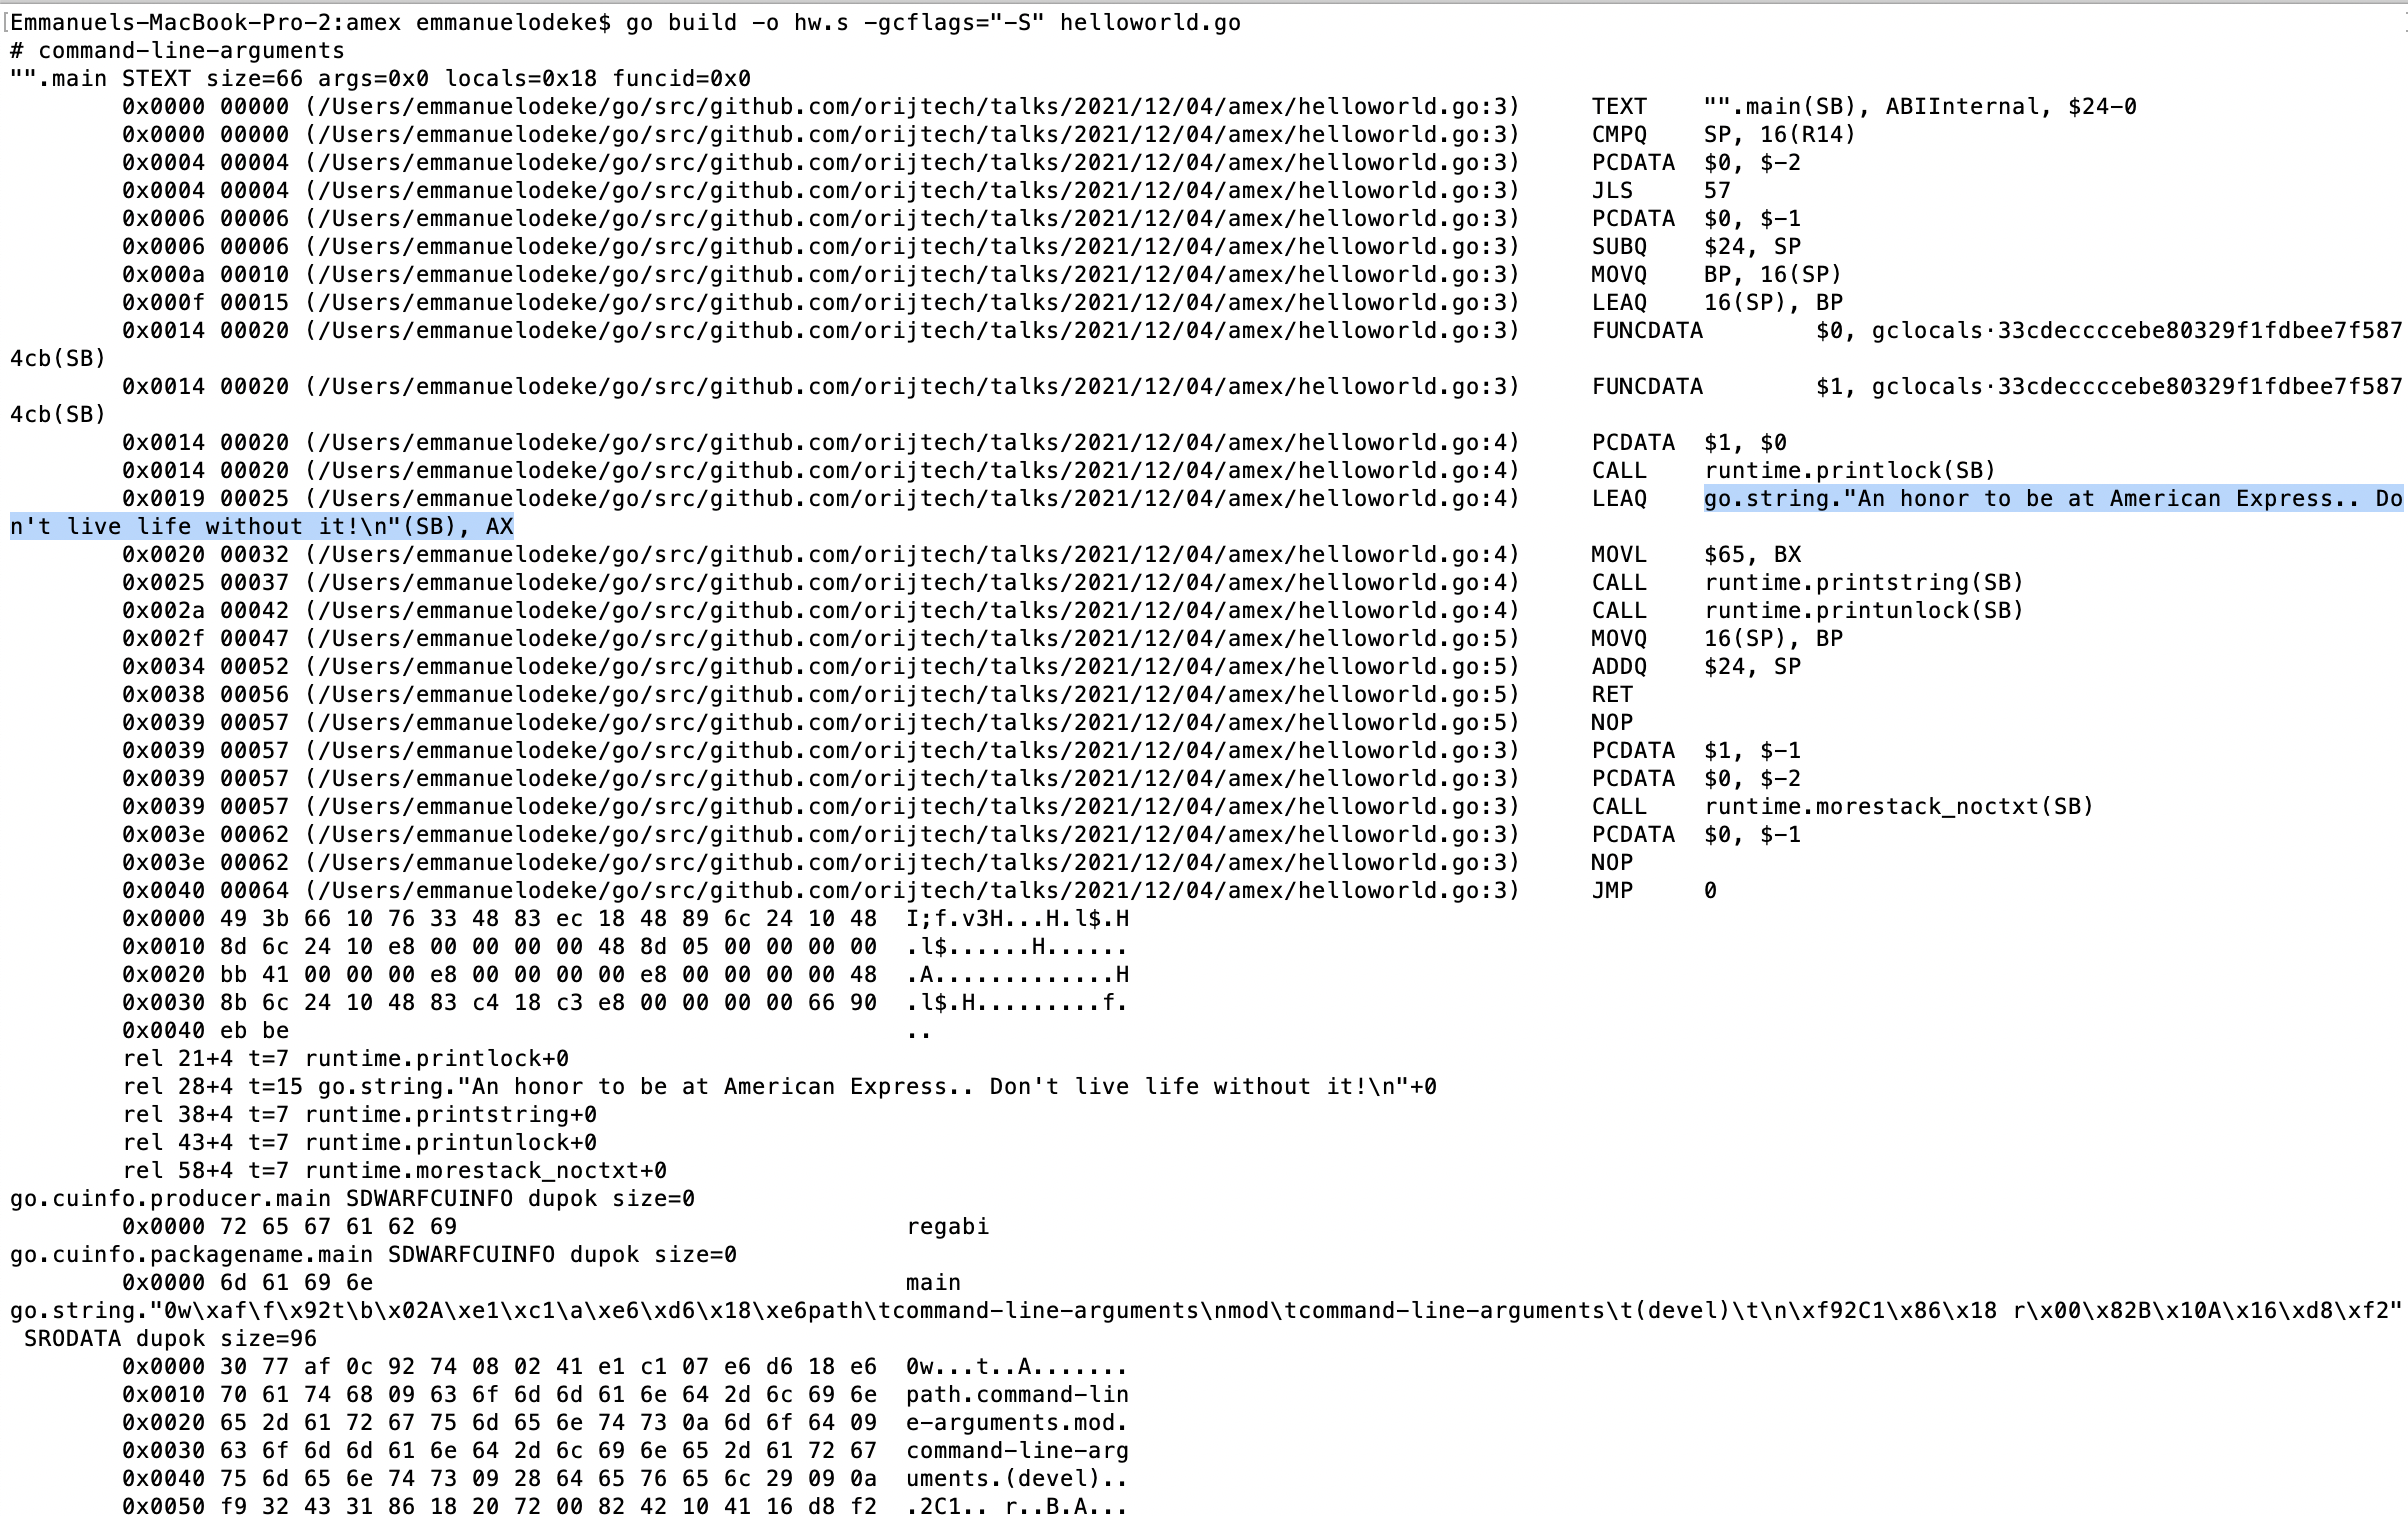 Emmanuels-MacBook-Pro-2:amex emmanuelodeke$ go build -o hw.s -gcflags="-S" helloworld.go
# command-line-arguments
"".main STEXT size=66 args=0x0 locals=0x18 funcid=0x0
0x0000 00000 (/Users/emmanuelodeke/go/src/github.com/orijtech/talks/2021/12/04/amex/helloworld.go:3) TEXT "".main(SB), ABIInternal, $24-0
0x0000 00000 (/Users/emmanuelodeke/go/src/github.com/orijtech/talks/2021/12/04/amex/helloworld.go:3) CMPQ SP, 16(R14)
0x0004 00004 (/Users/emmanuelodeke/go/src/github.com/orijtech/talks/2021/12/04/amex/helloworld.go:3) PCDATA $0, $-2
0x0004 00004 (/Users/emmanuelodeke/go/src/github.com/orijtech/talks/2021/12/04/amex/helloworld.go:3) JLS 57
0x0006 00006 (/Users/emmanuelodeke/go/src/github.com/orijtech/talks/2021/12/04/amex/helloworld.go:3) PCDATA $0, $-1
0x0006 00006 (/Users/emmanuelodeke/go/src/github.com/orijtech/talks/2021/12/04/amex/helloworld.go:3) SUBQ $24, SP
0x000a 00010 (/Users/emmanuelodeke/go/src/github.com/orijtech/talks/2021/12/04/amex/helloworld.go:3) MOVQ BP, 16(SP)
0x000f 00015 (/Users/emmanuelodeke/go/src/github.com/orijtech/talks/2021/12/04/amex/helloworld.go:3) LEAQ 16(SP), BP
0x0014 00020 (/Users/emmanuelodeke/go/src/github.com/orijtech/talks/2021/12/04/amex/helloworld.go:3) FUNCDATA $0, gclocals·33cdeccccebe80329f1fdbee7f587
4cb(SB)
0x0014 00020 (/Users/emmanuelodeke/go/src/github.com/orijtech/talks/2021/12/04/amex/helloworld.go:3) FUNCDATA $1, gclocals·33cdeccccebe80329f1fdbee7f587
4cb(SB)
0x0014 00020 (/Users/emmanuelodeke/go/src/github.com/orijtech/talks/2021/12/04/amex/helloworld.go:4) PCDATA $1, $0
0x0014 00020 (/Users/emmanuelodeke/go/src/github.com/orijtech/talks/2021/12/04/amex/helloworld.go:4) CALL runtime.printlock(SB)
0x0019 00025 (/Users/emmanuelodeke/go/src/github.com/orijtech/talks/2021/12/04/amex/helloworld.go:4) LEAQ go.string."An honor to be at American Express.. Do
n't live life without it!\n"(SB), AX
0x0020 00032 (/Users/emmanuelodeke/go/src/github.com/orijtech/talks/2021/12/04/amex/helloworld.go:4) MOVL $65, BX
0x0025 00037 (/Users/emmanuelodeke/go/src/github.com/orijtech/talks/2021/12/04/amex/helloworld.go:4) CALL runtime.printstring(SB)
0x002a 00042 (/Users/emmanuelodeke/go/src/github.com/orijtech/talks/2021/12/04/amex/helloworld.go:4) CALL runtime.printunlock(SB)
0x002f 00047 (/Users/emmanuelodeke/go/src/github.com/orijtech/talks/2021/12/04/amex/helloworld.go:5) MOVQ 16(SP), BP
0x0034 00052 (/Users/emmanuelodeke/go/src/github.com/orijtech/talks/2021/12/04/amex/helloworld.go:5) ADDQ $24, SP
0x0038 00056 (/Users/emmanuelodeke/go/src/github.com/orijtech/talks/2021/12/04/amex/helloworld.go:5) RET
0x0039 00057 (/Users/emmanuelodeke/go/src/github.com/orijtech/talks/2021/12/04/amex/helloworld.go:5) NOP
0x0039 00057 (/Users/emmanuelodeke/go/src/github.com/orijtech/talks/2021/12/04/amex/helloworld.go:3) PCDATA $1, $-1
0x0039 00057 (/Users/emmanuelodeke/go/src/github.com/orijtech/talks/2021/12/04/amex/helloworld.go:3) PCDATA $0, $-2
0x0039 00057 (/Users/emmanuelodeke/go/src/github.com/orijtech/talks/2021/12/04/amex/helloworld.go:3) CALL runtime.morestack_noctxt(SB)
0x003e 00062 (/Users/emmanuelodeke/go/src/github.com/orijtech/talks/2021/12/04/amex/helloworld.go:3) PCDATA $0, $-1
0x003e 00062 (/Users/emmanuelodeke/go/src/github.com/orijtech/talks/2021/12/04/amex/helloworld.go:3) NOP
0x0040 00064 (/Users/emmanuelodeke/go/src/github.com/orijtech/talks/2021/12/04/amex/helloworld.go:3) JMP 0
0x0000 49 3b 66 10 76 33 48 83 ec 18 48 89 6c 24 10 48 I;f.v3H...H.l$.H
0x0010 8d 6c 24 10 e8 00 00 00 00 48 8d 05 00 00 00 00 .l$......H......
0x0020 bb 41 00 00 00 e8 00 00 00 00 e8 00 00 00 00 48 .A.............H
0x0030 8b 6c 24 10 48 83 c4 18 c3 e8 00 00 00 00 66 90 .l$.H.........f.
0x0040 eb be ..
rel 21+4 t=7 runtime.printlock+0
rel 28+4 t=15 go.string."An honor to be at American Express.. Don't live life without it!\n"+0
rel 38+4 t=7 runtime.printstring+0
rel 43+4 t=7 runtime.printunlock+0
rel 58+4 t=7 runtime.morestack_noctxt+0
go.cuinfo.producer.main SDWARFCUINFO dupok size=0
0x0000 72 65 67 61 62 69 regabi
go.cuinfo.packagename.main SDWARFCUINFO dupok size=0
0x0000 6d 61 69 6e main
go.string."0w\xaf\f\x92t\b\x02A\xe1\xc1\a\xe6\xd6\x18\xe6path\tcommand-line-arguments\nmod\tcommand-line-arguments\t(devel)\t\n\xf92C1\x86\x18 r\x00\x82B\x10A\x16\xd8\xf2"
SRODATA dupok size=96
0x0000 30 77 af 0c 92 74 08 02 41 e1 c1 07 e6 d6 18 e6 0w...t..A.......
0x0010 70 61 74 68 09 63 6f 6d 6d 61 6e 64 2d 6c 69 6e path.command-lin
0x0020 65 2d 61 72 67 75 6d 65 6e 74 73 0a 6d 6f 64 09 e-arguments.mod.
0x0030 63 6f 6d 6d 61 6e 64 2d 6c 69 6e 65 2d 61 72 67 command-line-arg
0x0040 75 6d 65 6e 74 73 09 28 64 65 76 65 6c 29 09 0a uments.(devel)..
0x0050 f9 32 43 31 86 18 20 72 00 82 42 10 41 16 d8 f2 .2C1.. r..B.A...